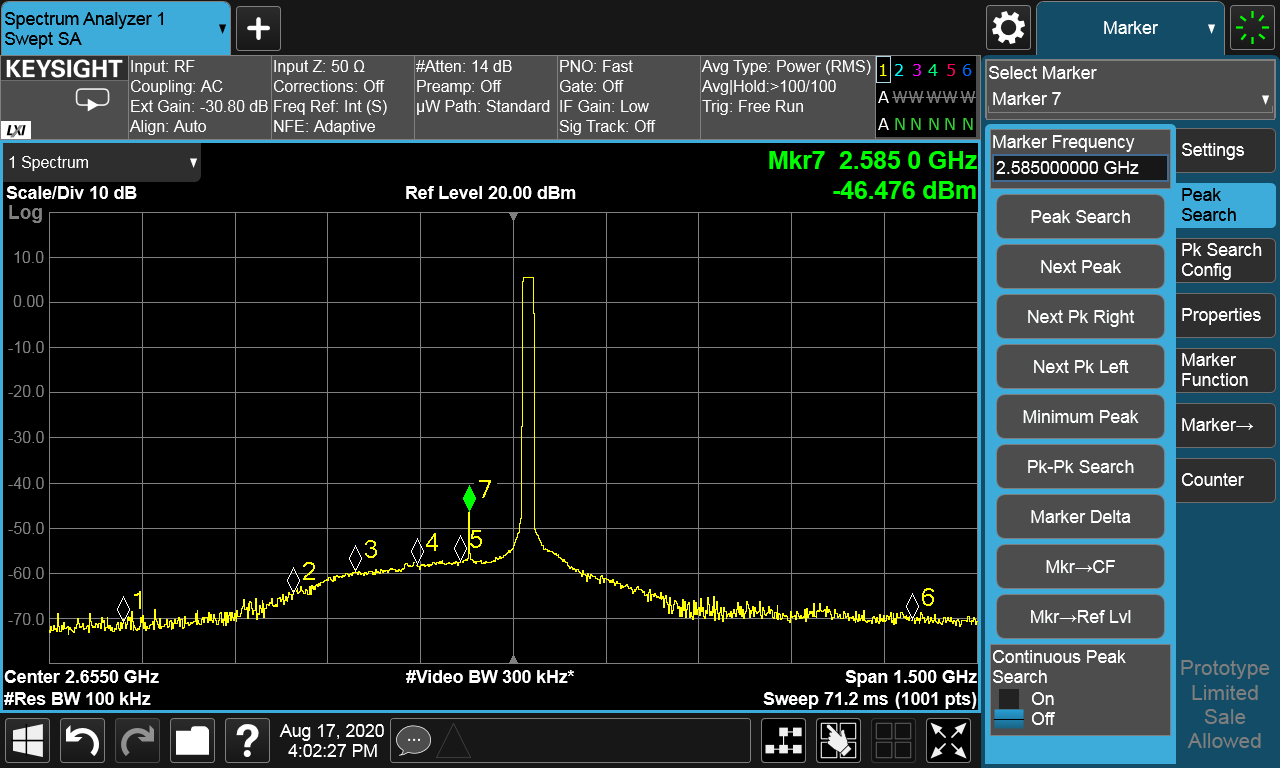 Spectrum Analyzer 1
Swept SA
+
Marker
KEYSIGHT
LXI
Input: RF
Coupling: AC
Ext Gain: -30.80 dB
Align: Auto
Input Z: 50 Ω
Corrections: Off
Freq Ref: Int (S)
NFE: Adaptive
#Atten: 14 dB
Preamp: Off
µW Path: Standard
PNO: Fast
Gate: Off
IF Gain: Low
Sig Track: Off
Avg Type: Power (RMS)
Avg|Hold:>100/100
Trig: Free Run
1 2 3 4 5 6
A W W W W W
A N N N N N
Select Marker
Marker 7
1 Spectrum
Mkr7 2.585 0 GHz
-46.476 dBm
Scale/Div 10 dB
Ref Level 20.00 dBm
Log
10.0
0.00
-10.0
-20.0
-30.0
-40.0
-50.0
-60.0
-70.0
1
2
3
4
5
7
6
Center 2.6550 GHz
#Video BW 300 kHz*
Span 1.500 GHz
#Res BW 100 kHz
Sweep 71.2 ms (1001 pts)
Marker Frequency
2.585000000 GHz
Peak Search
Next Peak
Next Pk Right
Next Pk Left
Minimum Peak
Pk-Pk Search
Marker Delta
Mkr→CF
Mkr→Ref Lvl
Continuous Peak
Search
On
Off
Settings
Peak
Search
Pk Search
Config
Properties
Marker
Function
Marker→
Counter
Prototype
Limited
Sale
Allowed
?
Aug 17, 2020
4:02:27 PM